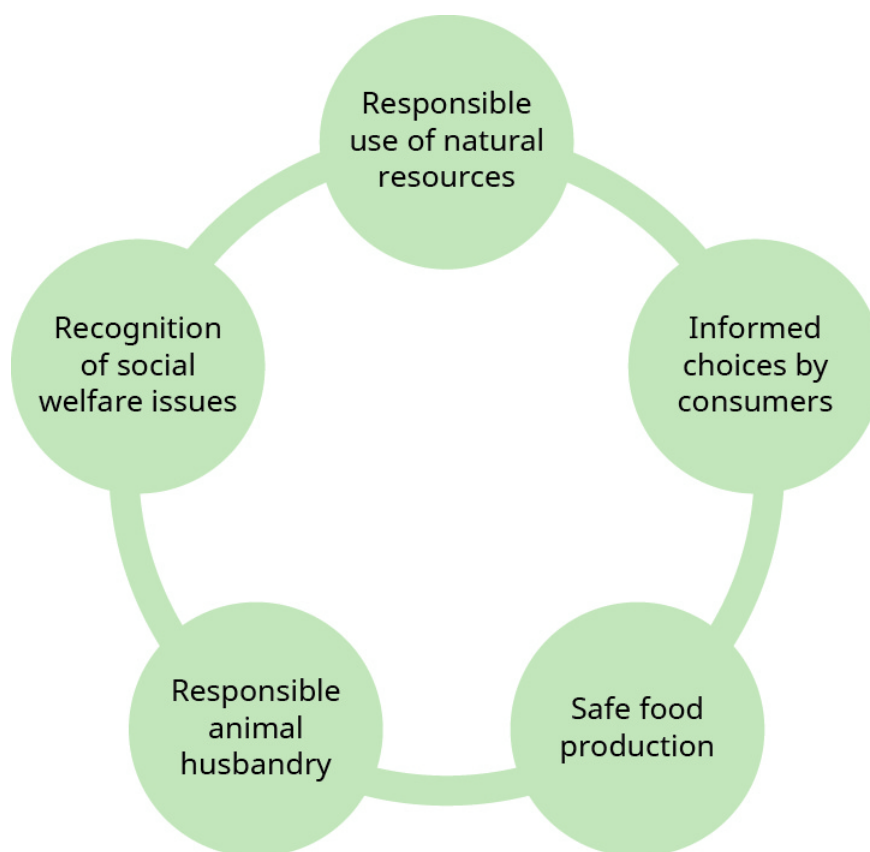 Responsible
use of natural
resources
Informed
choices by
consumers
Safe food
production
Responsible
animal
husbandry
Recognition
of social
welfare issues